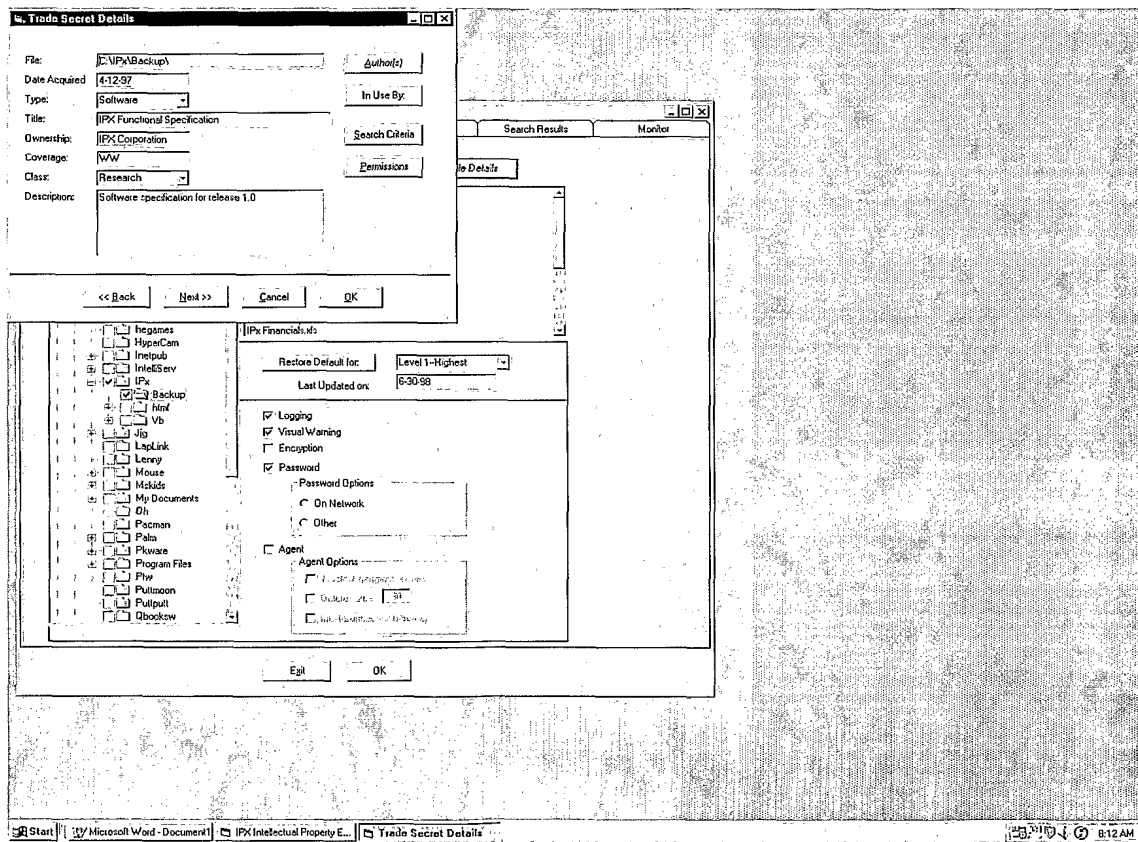 Trade Secret Details
File: C:\IPx\Backup\
Author(s)
Date Acquired 4-12-97
In Use By:
Type: Software
Title: IPX Functional Specification
Ownership: IPX Corporation
Search Criteria
Coverage: WW
Class: Research
Permissions
Description: Software specification for release 1.0
<< Back Next >> Cancel OK
Search Results Monitor
le Details
IPx Financials.xls
hegames
HyperCam
Inetpub
IntelliServ
IPx
Backup
html
Vb
Jig
LapLink
Lenny
Mouse
Mskids
My Documents
Oh
Pacman
Palm
Pkware
Program Files
Puttmoon
Puttputt
Qbooksw
Restore Default for: Level 1--Highest
Last Updated on: 6-30-98
Logging
Visual Warning
Encryption
Password
Password Options
On Network
Other
Agent
Agent Options
Exit OK
Start Microsoft Word - Document1 IPX Intellectual Property E... Trade Secret Details 8:12 AM